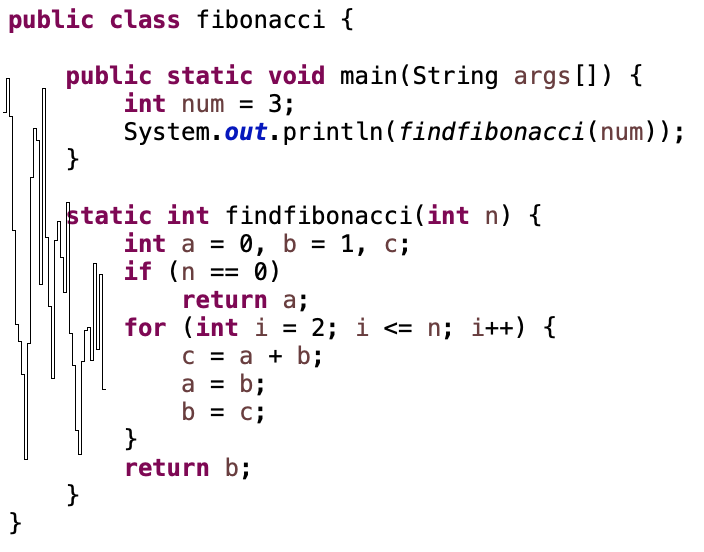 public class fibonacci {
    public static void main(String args[]) {
        int num = 3;
        System.out.println(findfibonacci(num));
    }
    static int findfibonacci(int n) {
        int a = 0, b = 1, c;
        if (n == 0)
            return a;
        for (int i = 2; i <= n; i++) {
            c = a + b;
            a = b;
            b = c;
        }
        return b;
    }
}